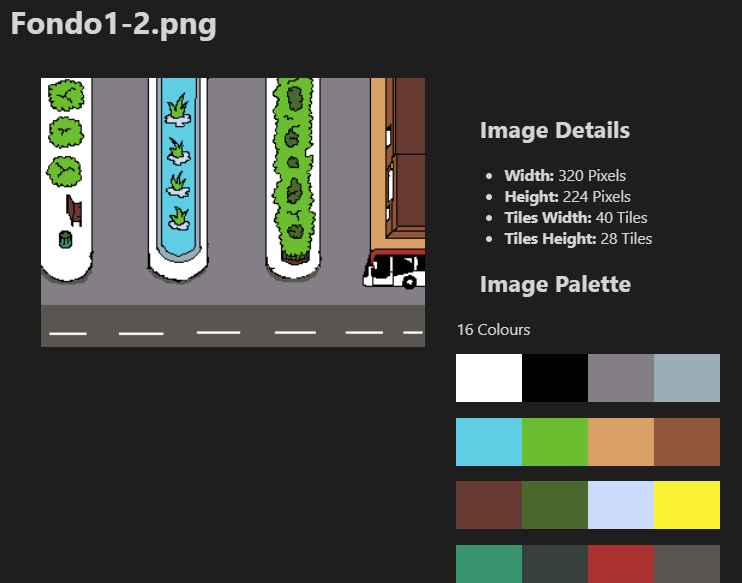 Fondo1-2.png
Image Details
Width: 320 Pixels
Height: 224 Pixels
Tiles Width: 40 Tiles
Tiles Height: 28 Tiles
Image Palette
16 Colours